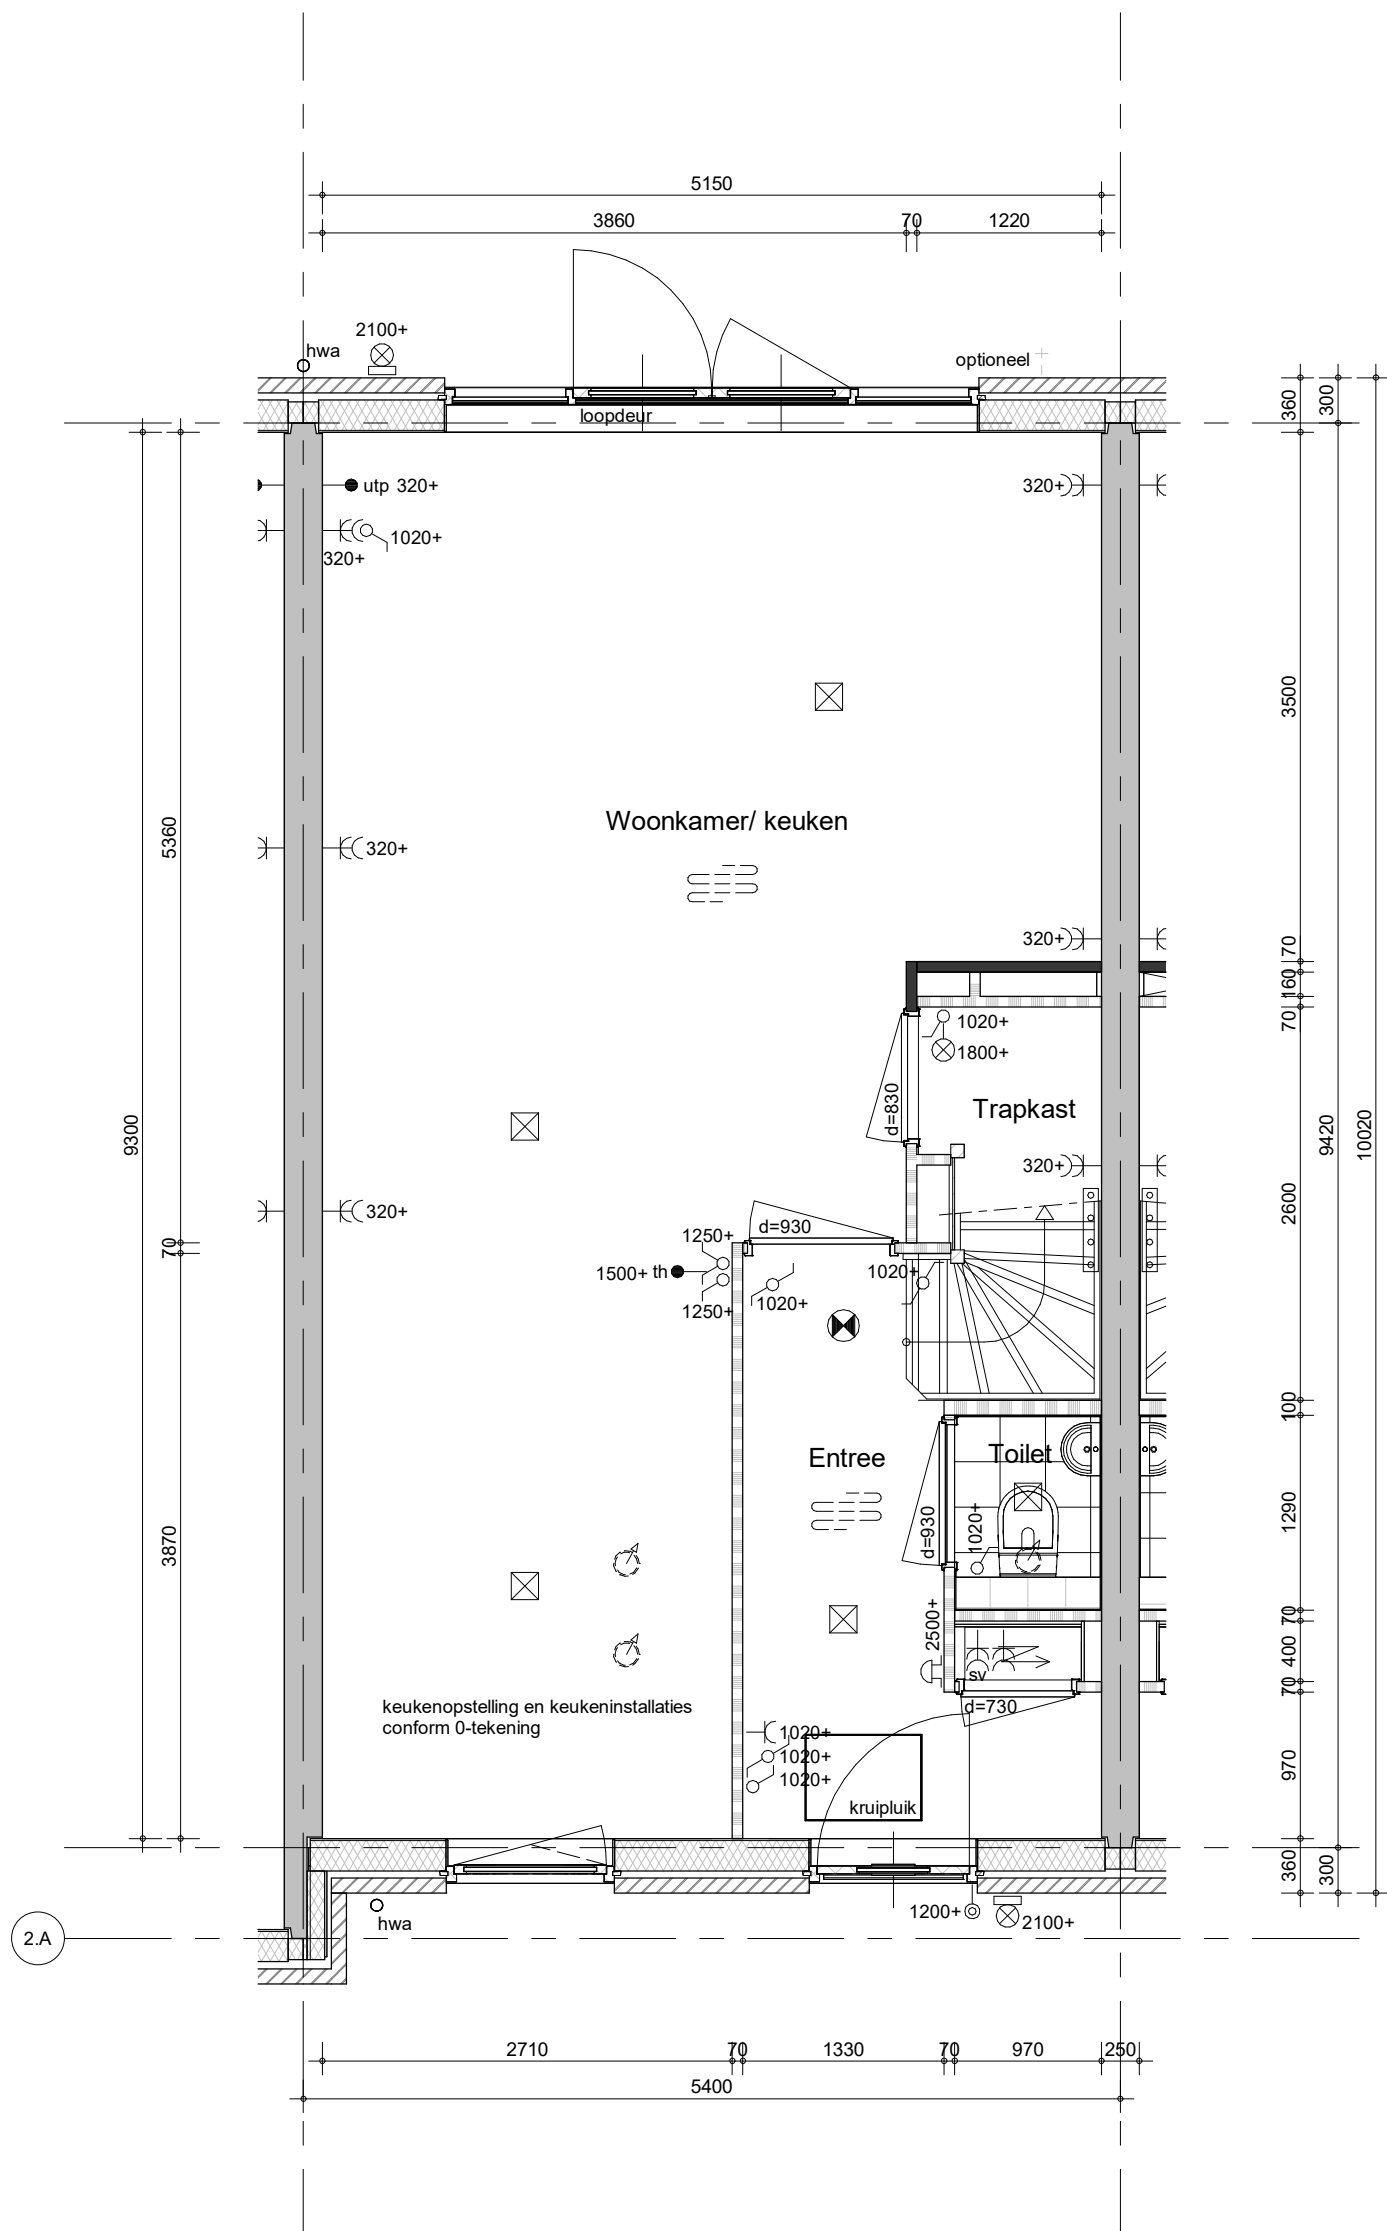 5150
3860
70
1220
2100+
hwa
optioneel
loopdeur
360
300
utp 320+
320+
1020+
320+
3500
Woonkamer/ keuken
5360
320+
320+
70
160
70
1020+
1800+
d=830
Trapkast
9300
9420
10020
320+
2600
320+
d=930
1250+
70
1500+ th
1020+
1250+
1020+
100
Entree
Toilet
1290
d=930
1020+
3870
2500+
70
400
sv
70
d=730
keukenopstelling en keukeninstallaties
conform 0-tekening
1020+
1020+
1020+
970
kruipluik
360
300
hwa
1200+
2100+
2.A
2710
70
1330
70
970
250
5400